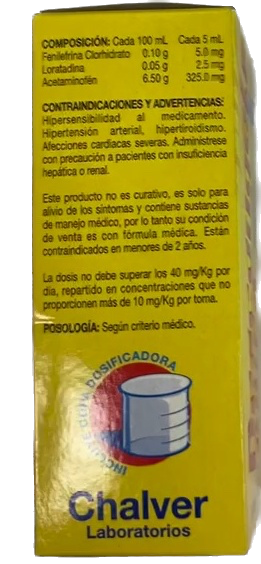 COMPOSICIÓN: Cada 100 mL Cada 5 mL
Fenilefrina Clorhidrato 0.10 g 5.0 mg
Loratadina 0.05 g 2.5 mg
Acetaminofén 6.50 g 325.0 mg
CONTRAINDICACIONES Y ADVERTENCIAS:
Hipersensibilidad al medicamento.
Hipertensión arterial, hipertiroidismo.
Afecciones cardiacas severas. Adminístrese
con precaución a pacientes con insuficiencia
hepática o renal.
Este producto no es curativo, es solo para
alivio de los síntomas y contiene sustancias
de manejo médico, por lo tanto su condición
de venta es con fórmula médica. Están
contraindicados en menores de 2 años.
La dosis no debe superar los 40 mg/Kg por
día, repartido en concentraciones que no
proporcionen más de 10 mg/Kg por toma.
POSOLOGÍA: Según criterio médico.
INCLUYE COPA DOSIFICADORA
Chalver
Laboratorios